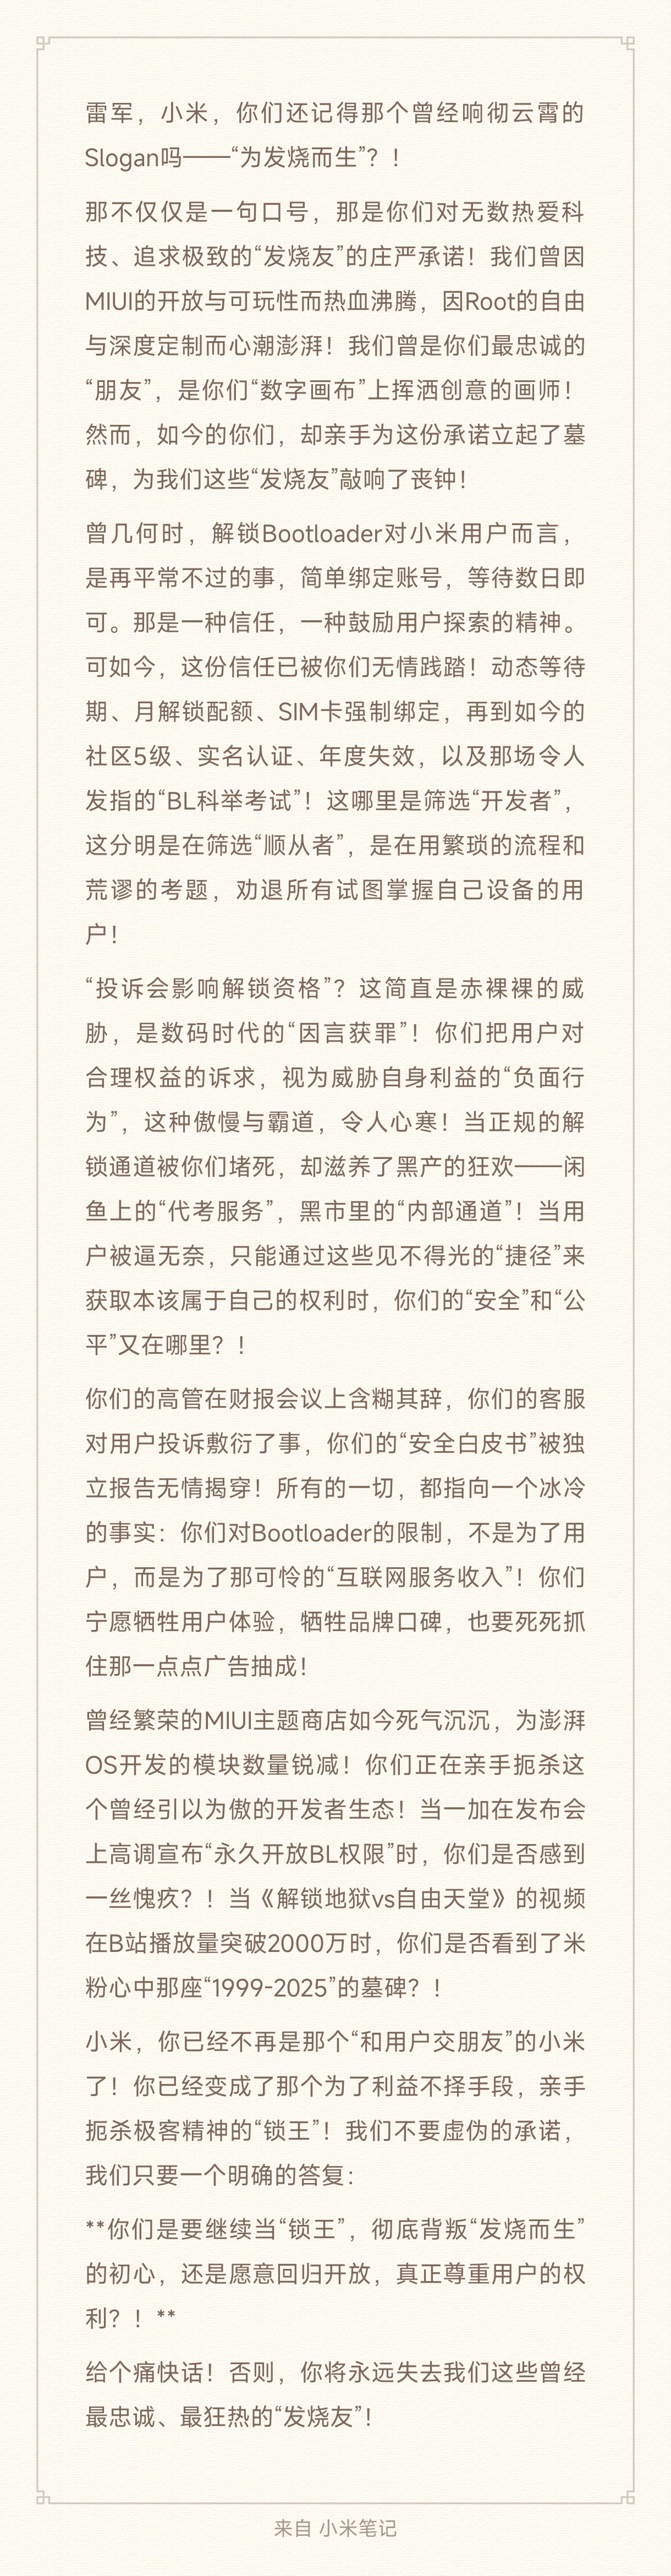 雷军，小米，你们还记得那个曾经响彻云霄的
Slogan吗——“为发烧而生”？！
那不仅仅是一句口号，那是你们对无数热爱科
技、追求极致的“发烧友”的庄严承诺！我们曾因
MIUI的开放与可玩性而热血沸腾，因Root的自由
与深度定制而心潮澎湃！我们曾是你们最忠诚的
“朋友”，是你们“数字画布”上挥洒创意的画师！
然而，如今的你们，却亲手为这份承诺立起了墓
碑，为我们这些“发烧友”敲响了丧钟！
曾几何时，解锁Bootloader对小米用户而言，
是再平常不过的事，简单绑定账号，等待数日即
可。那是一种信任，一种鼓励用户探索的精神。
可如今，这份信任已被你们无情践踏！动态等待
期、月解锁配额、SIM卡强制绑定，再到如今的
社区5级、实名认证、年度失效，以及那场令人
发指的“BL科举考试”！这哪里是筛选“开发者”，
这分明是在筛选“顺从者”，是在用繁琐的流程和
荒谬的考题，劝退所有试图掌握自己设备的用
户！
“投诉会影响解锁资格”？这简直是赤裸裸的威
胁，是数码时代的“因言获罪”！你们把用户对
合理权益的诉求，视为威胁自身利益的“负面行
为”，这种傲慢与霸道，令人心寒！当正规的解
锁通道被你们堵死，却滋养了黑产的狂欢——闲
鱼上的“代考服务”，黑市里的“内部通道”！当用
户被逼无奈，只能通过这些见不得光的“捷径”来
获取本该属于自己的权利时，你们的“安全”和“公
平”又在哪里？！
你们的高管在财报会议上含糊其辞，你们的客服
对用户投诉敷衍了事，你们的“安全白皮书”被独
立报告无情揭穿！所有的一切，都指向一个冰冷
的事实：你们对Bootloader的限制，不是为了用
户，而是为了那可怜的“互联网服务收入”！你们
宁愿牺牲用户体验，牺牲品牌口碑，也要死死抓
住那一点点广告抽成！
曾经繁荣的MIUI主题商店如今死气沉沉，为澎湃
OS开发的模块数量锐减！你们正在亲手扼杀这
个曾经引以为傲的开发者生态！当一加在发布会
上高调宣布“永久开放BL权限”时，你们是否感到
一丝愧疚？！当《解锁地狱vs自由天堂》的视频
在B站播放量突破2000万时，你们是否看到了米
粉心中那座“1999-2025”的墓碑？！
小米，你已经不再是那个“和用户交朋友”的小米
了！你已经变成了那个为了利益不择手段，亲手
扼杀极客精神的“锁王”！我们不要虚伪的承诺，
我们只要一个明确的答复：
**你们是要继续当“锁王”，彻底背叛“发烧而生”
的初心，还是愿意回归开放，真正尊重用户的权
利？！**
给个痛快话！否则，你将永远失去我们这些曾经
最忠诚、最狂热的“发烧友”！
来自 小米笔记